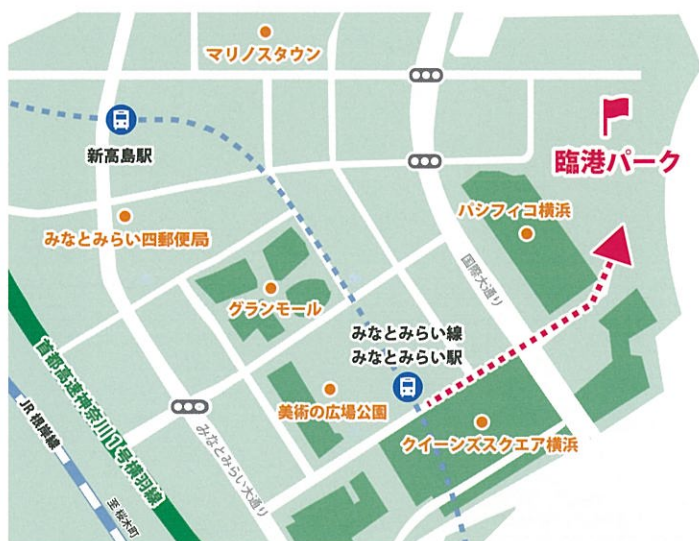 マリノスタウン
新高島駅
臨港パーク
みなとみらい四郵便局
パシフィコ横浜
国際大通り
グランモール
みなとみらい線
みなとみらい駅
首都高速神奈川1号横羽線
美術の広場公園
クイーンズスクエア横浜
JR 根岸線
みなとみらい大通り
至 桜木町